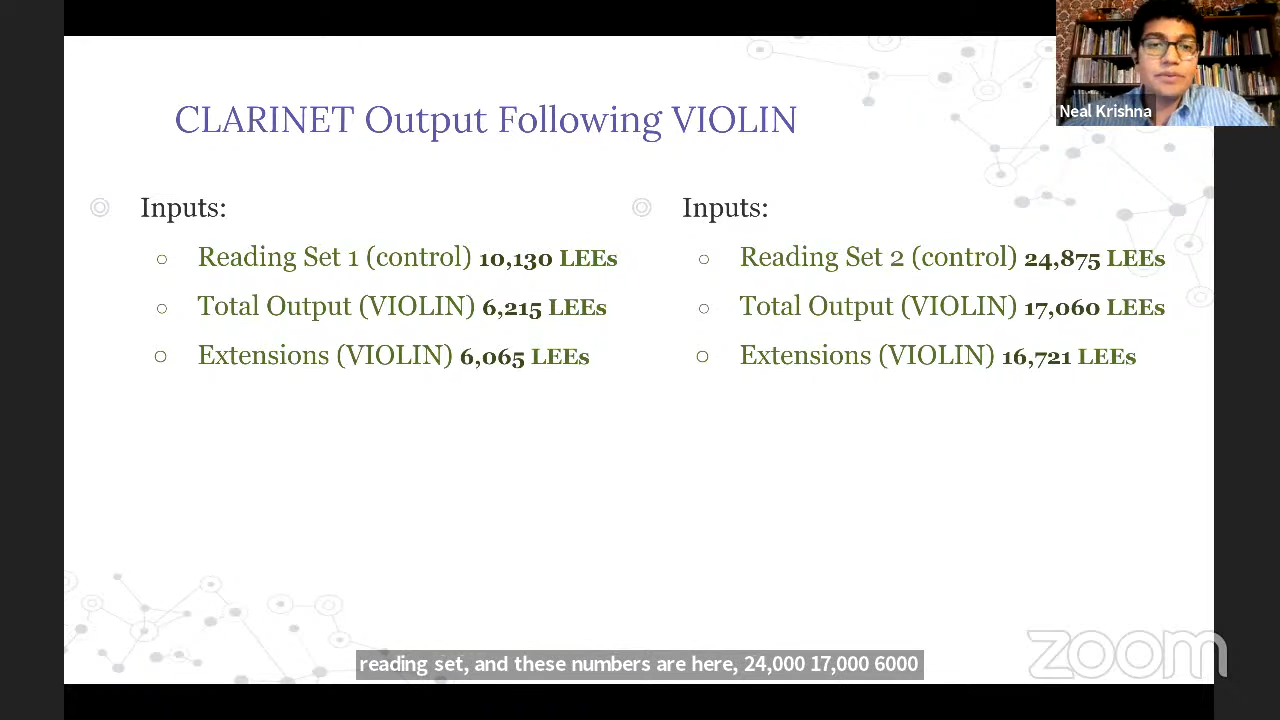 CLARINET Output Following VIOLIN
Neal Krishna
Inputs:
Reading Set 1 (control) 10,130 LEEs
Total Output (VIOLIN) 6,215 LEEs
Extensions (VIOLIN) 6,065 LEEs
Inputs:
Reading Set 2 (control) 24,875 LEEs
Total Output (VIOLIN) 17,060 LEEs
Extensions (VIOLIN) 16,721 LEEs
reading set, and these numbers are here, 24,000 17,000 6000
zoom